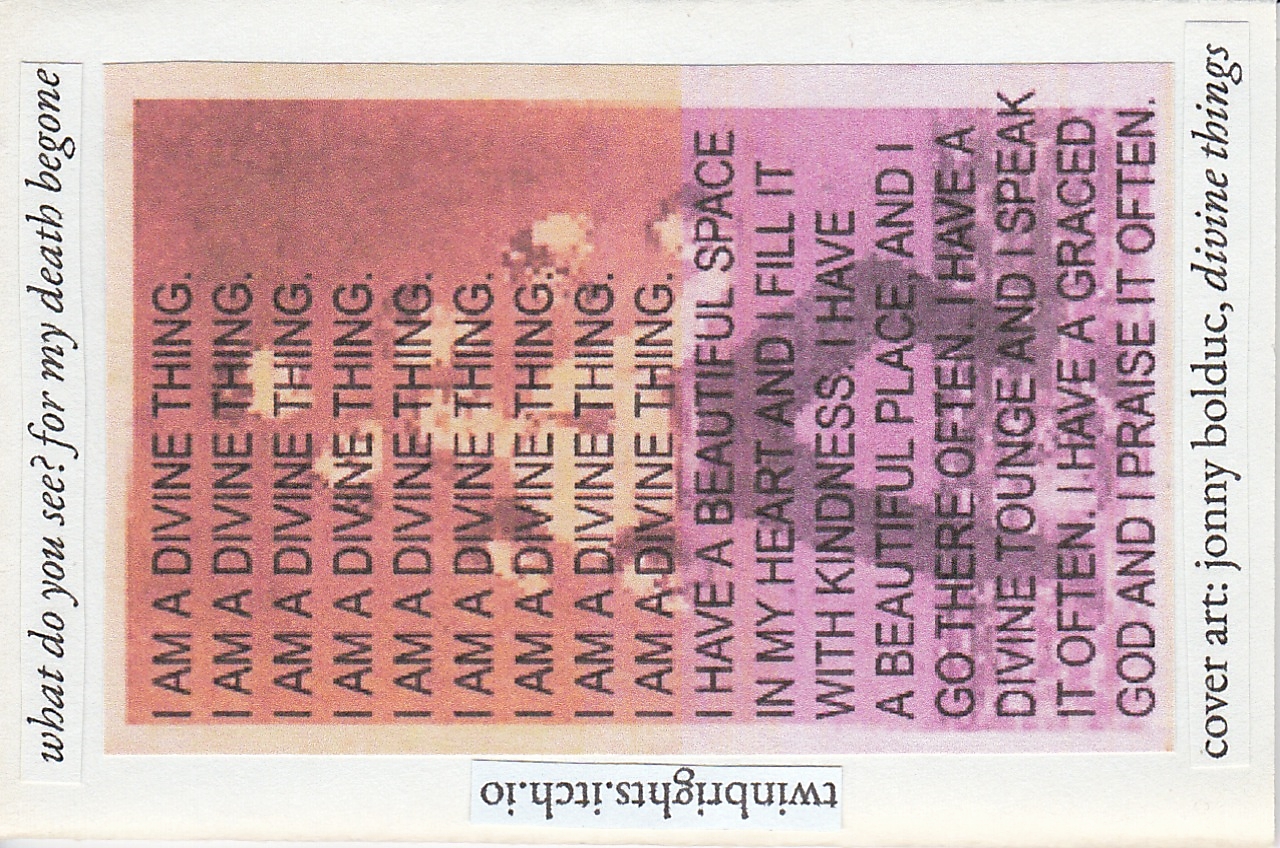 what do you see? for my death begone
I AM A DIVINE THING.
I AM A DIVINE THING.
I AM A DIVINE THING.
I AM A DIVINE THING.
I AM A DIVINE THING.
I AM A DIVINE THING.
I AM A DIVINE THING.
I AM A DIVINE THING.
I AM A DIVINE THING.
I HAVE A BEAUTIFUL SPACE
IN MY HEART AND I FILL IT
WITH KINDNESS. I HAVE
A BEAUTIFUL PLACE, AND I
GO THERE OFTEN. I HAVE A
DIVINE TOUNGE AND I SPEAK
IT OFTEN. I HAVE A GRACED
GOD AND I PRAISE IT OFTEN.
cover art: jonny bolduc, divine things
twinbrights.itch.io